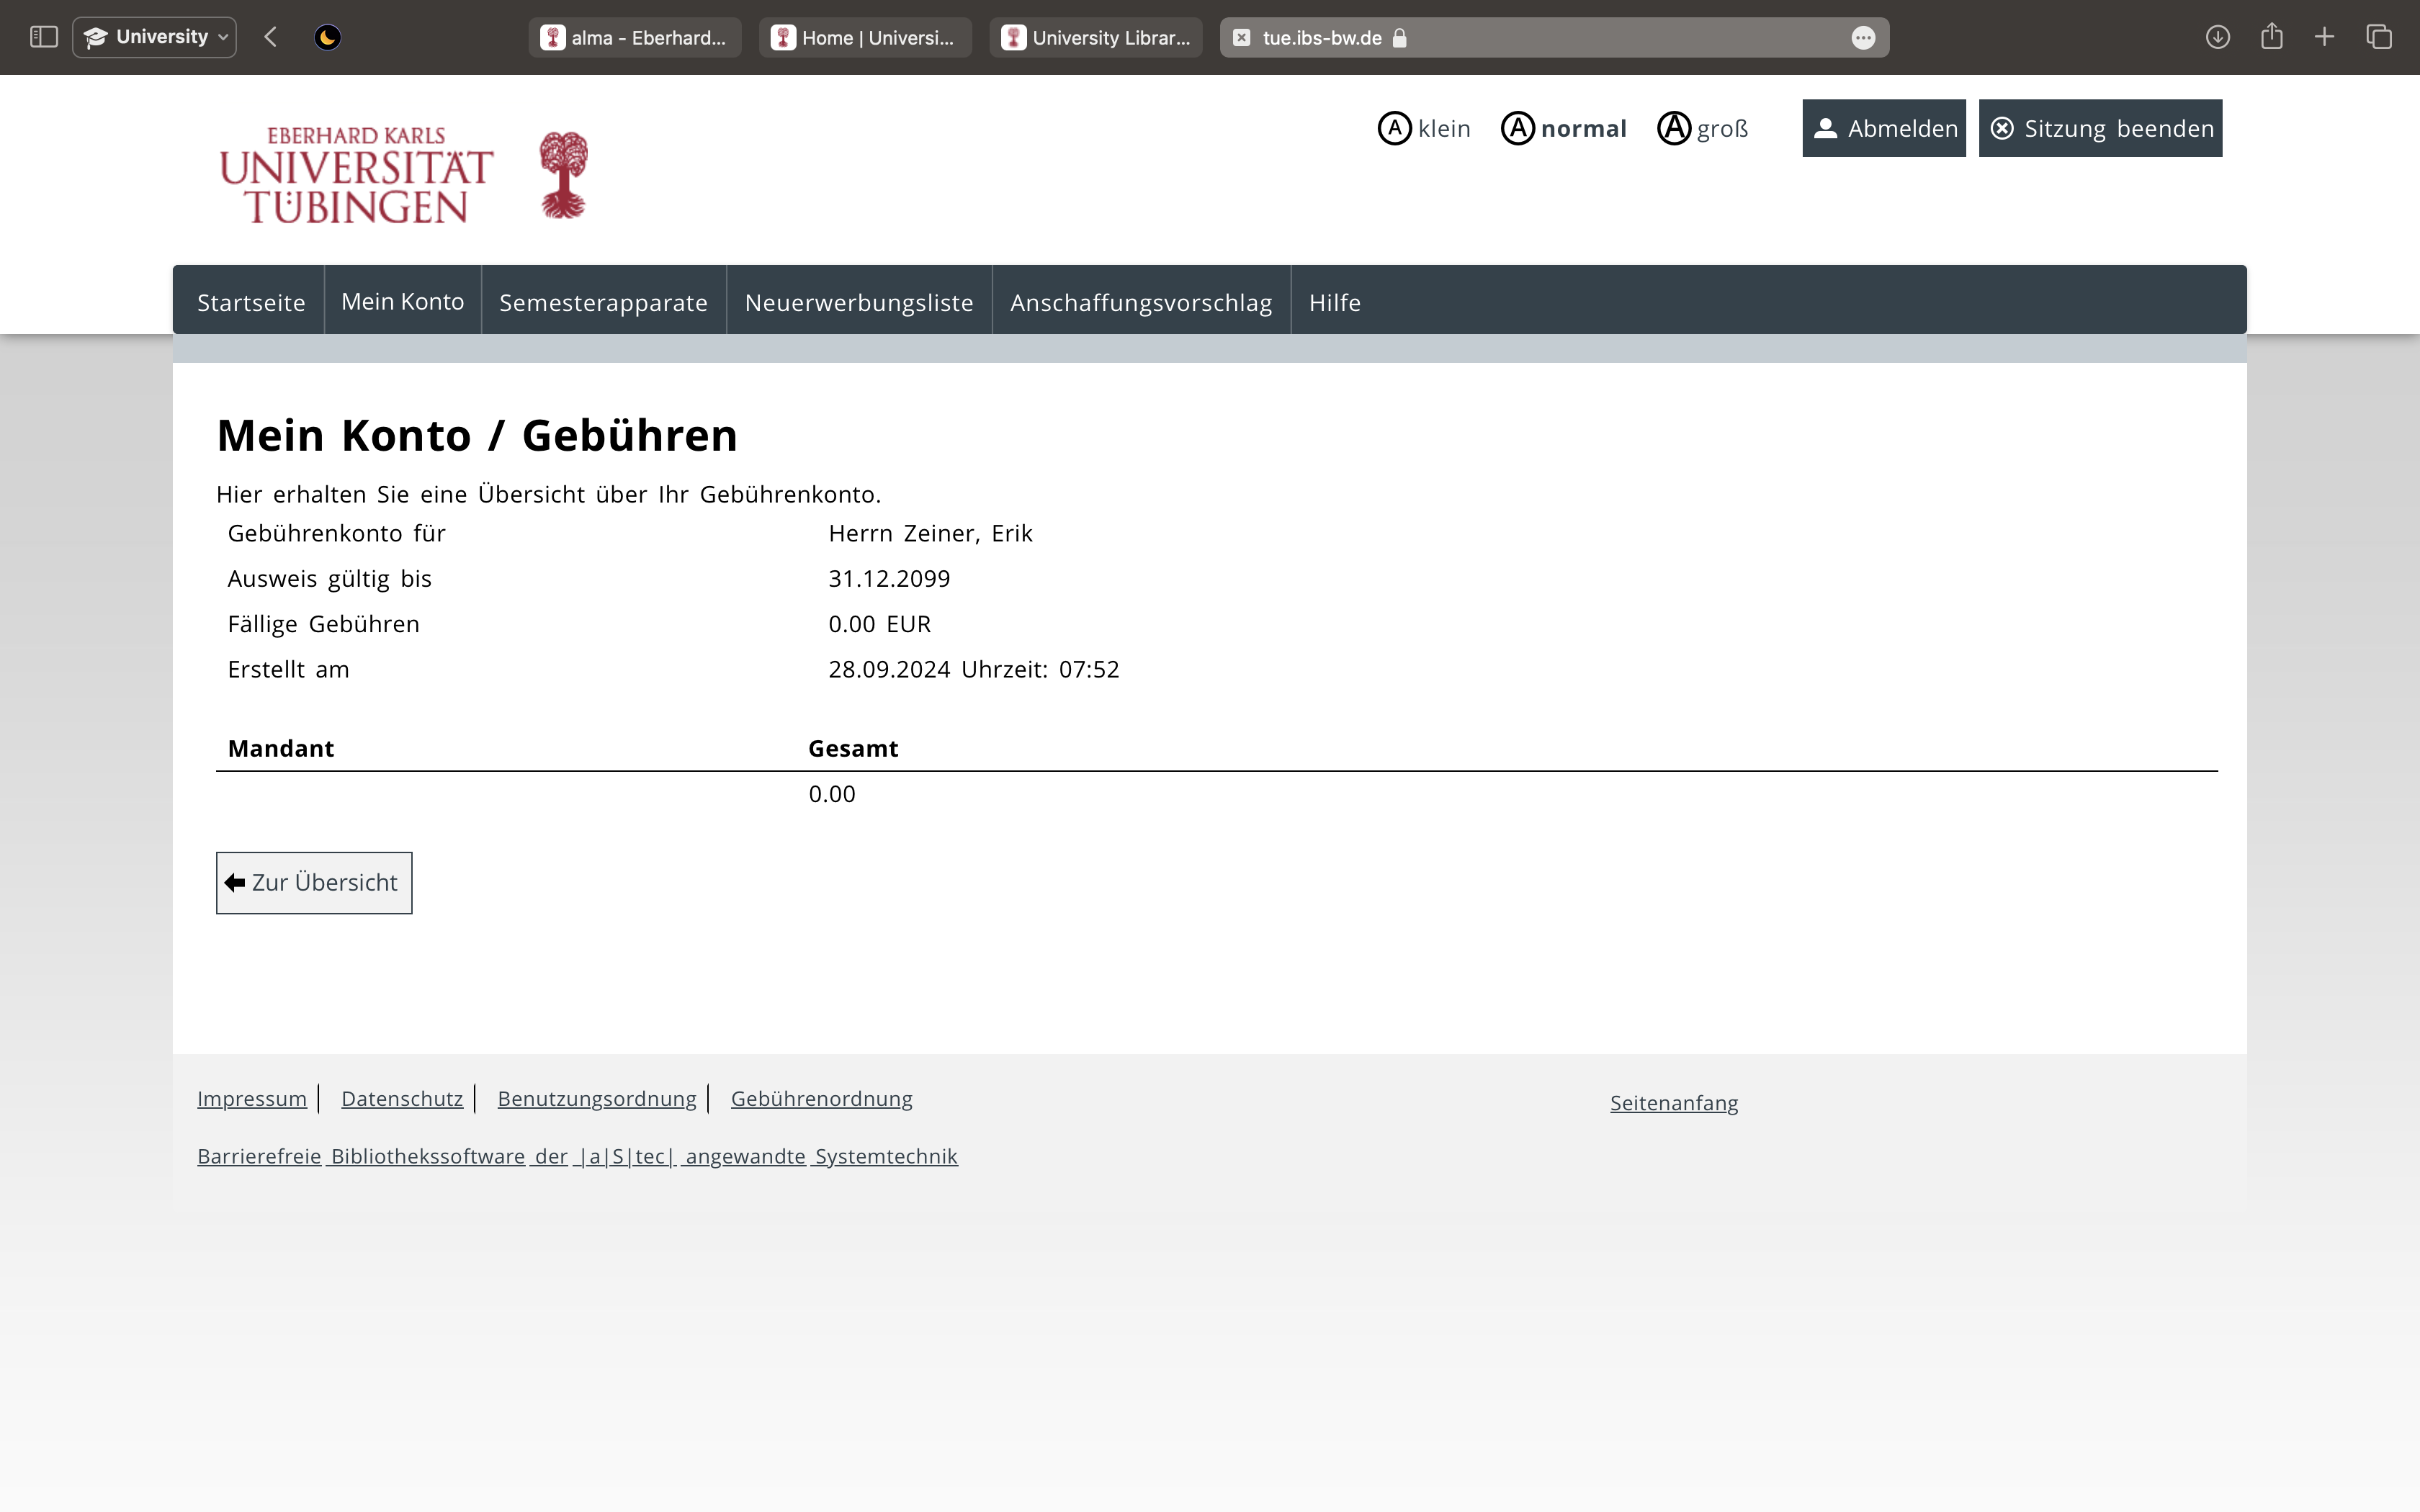 University
alma - Eberhard...
Home | Universi...
University Librar...
tue.ibs-bw.de
EBERHARD KARLS
UNIVERSITÄT
TÜBINGEN
A klein
A normal
A groß
Abmelden
Sitzung beenden
Startseite
Mein Konto
Semesterapparate
Neuerwerbungsliste
Anschaffungsvorschlag
Hilfe
Mein Konto / Gebühren
Hier erhalten Sie eine Übersicht über Ihr Gebührenkonto.
Gebührenkonto für Herrn Zeiner, Erik
Ausweis gültig bis 31.12.2099
Fällige Gebühren 0.00 EUR
Erstellt am 28.09.2024 Uhrzeit: 07:52
Mandant Gesamt
0.00
Zur Übersicht
Impressum
Datenschutz
Benutzungsordnung
Gebührenordnung
Seitenanfang
Barrierefreie Bibliothekssoftware der |a|S|tec| angewandte Systemtechnik